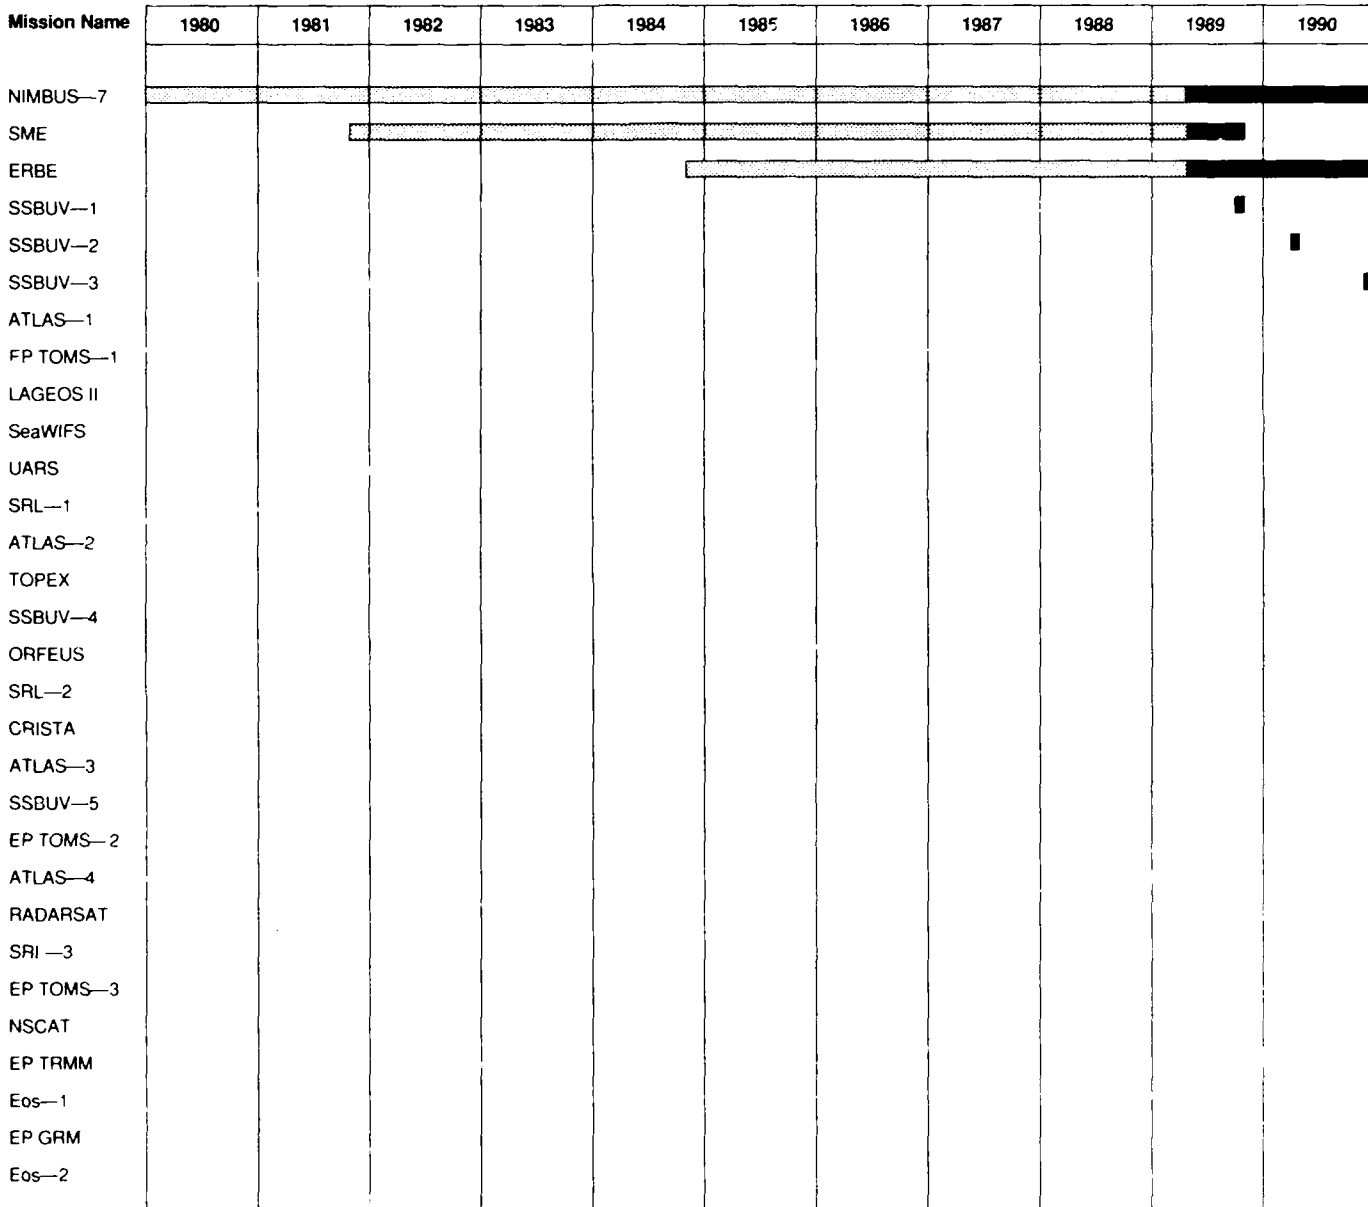 Mission Name 1980 1981 1982 1983 1984 1985 1986 1987 1988 1989 1990
NIMBUS—7
SME
ERBE
SSBUV—1
SSBUV—2
SSBUV—3
ATLAS—1
FP TOMS—1
LAGEOS II
SeaWIFS
UARS
SRL—1
ATLAS—2
TOPEX
SSBUV—4
ORFEUS
SRL—2
CRISTA
ATLAS—3
SSBUV—5
EP TOMS—2
ATLAS—4
RADARSAT
SRI—3
EP TOMS—3
NSCAT
EP TRMM
Eos—1
EP GRM
Eos—2